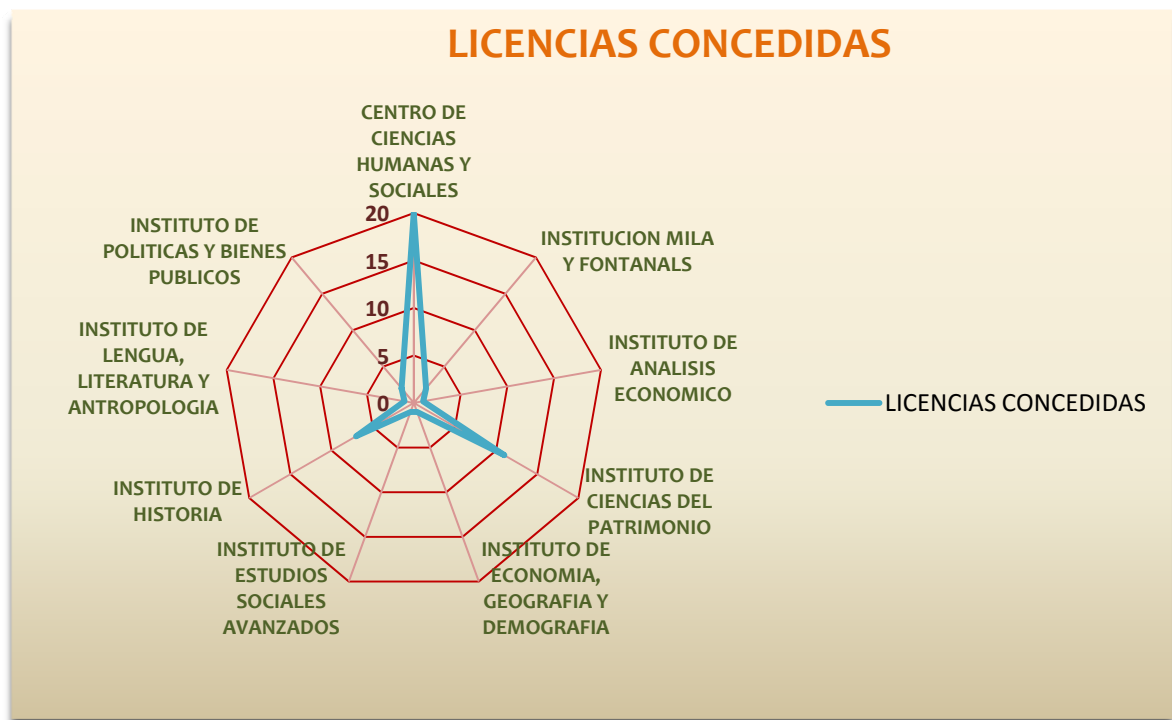 LICENCIAS CONCEDIDAS
CENTRO DE
CIENCIAS
HUMANAS Y
SOCIALES
INSTITUCION MILA
Y FONTANALS
INSTITUTO DE
ANALISIS
ECONOMICO
INSTITUTO DE
CIENCIAS DEL
PATRIMONIO
INSTITUTO DE
ECONOMIA,
GEOGRAFIA Y
DEMOGRAFIA
INSTITUTO DE
ESTUDIOS
SOCIALES
AVANZADOS
INSTITUTO DE
HISTORIA
INSTITUTO DE
LENGUA,
LITERATURA Y
ANTROPOLOGIA
INSTITUTO DE
POLITICAS Y BIENES
PUBLICOS
20
15
10
5
0
LICENCIAS CONCEDIDAS